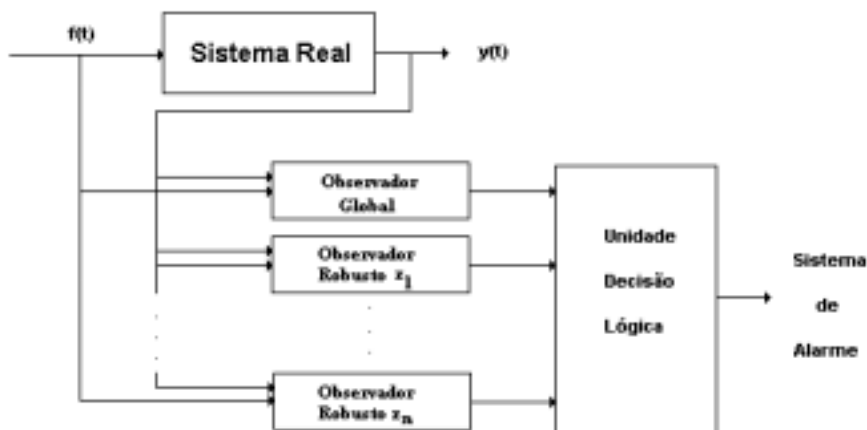 f(t)
Sistema Real
y(t)
Observador
Global
Observador
Robusto z1
Observador
Robusto zn
Unidade
Decisão
Lógica
Sistema
de
Alarme